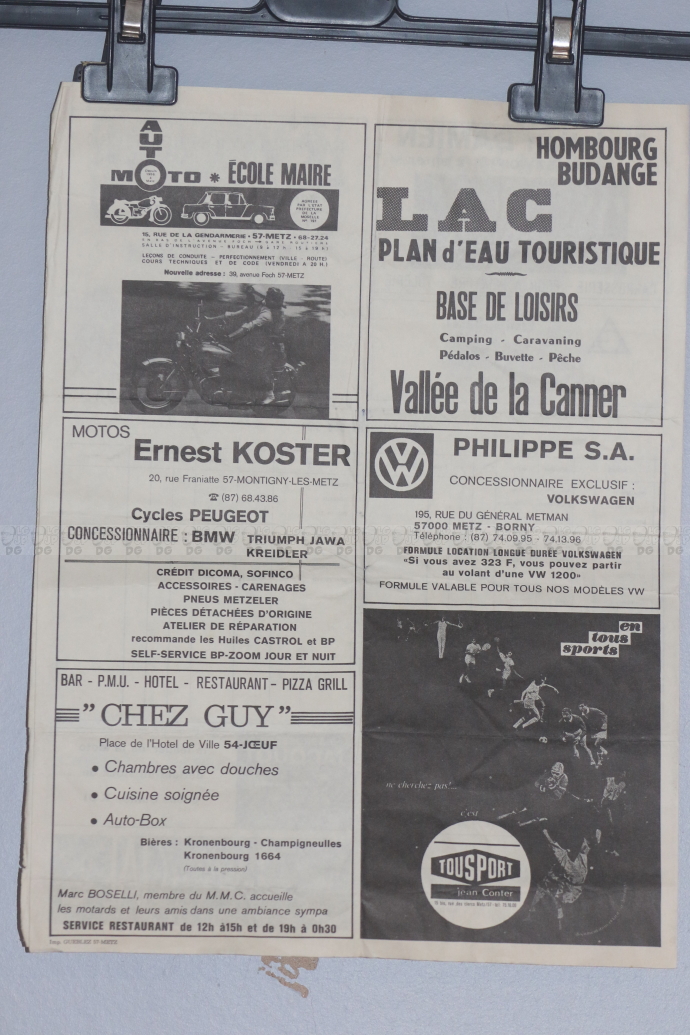 AUTO
MOTO * ÉCOLE MAIRE
15, RUE DE LA GENDARMERIE • 57-METZ • 68-27.24
SALLE D'INSTRUCTION - BUREAU
LEÇONS DE CONDUITE - PERFECTIONNEMENT (VILLE - ROUTE)
COURS TECHNIQUES ET DE CODE (VENDREDI A 20 H.)
Nouvelle adresse : 39, avenue Foch 57-METZ
HOMBOURG
BUDANGE
LAC
PLAN d'EAU TOURISTIQUE
BASE DE LOISIRS
Camping - Caravaning
Pédalos - Buvette - Pêche
Vallée de la Canner
MOTOS
Ernest KOSTER
20, rue Franiatte 57-MONTIGNY-LES-METZ
☎ (87) 68.43.86
Cycles PEUGEOT
CONCESSIONNAIRE : BMW TRIUMPH JAWA
KREIDLER
CRÉDIT DICOMA, SOFINCO
ACCESSOIRES - CARENAGES
PNEUS METZELER
PIÈCES DÉTACHÉES D'ORIGINE
ATELIER DE RÉPARATION
recommande les Huiles CASTROL et BP
SELF-SERVICE BP-ZOOM JOUR ET NUIT
VW
PHILIPPE S.A.
CONCESSIONNAIRE EXCLUSIF :
VOLKSWAGEN
195, RUE DU GÉNÉRAL METMAN
57000 METZ - BORNY
Téléphone : (87) 74.09.95 - 74.13.96
FORMULE LOCATION LONGUE DURÉE VOLKSWAGEN
«Si vous avez 323 F, vous pouvez partir
au volant d'une VW 1200»
FORMULE VALABLE POUR TOUS NOS MODÈLES VW
BAR - P.M.U. - HOTEL - RESTAURANT - PIZZA GRILL
"CHEZ GUY"
Place de l'Hotel de Ville 54-JŒUF
• Chambres avec douches
• Cuisine soignée
• Auto-Box
Bières : Kronenbourg - Champigneulles
Kronenbourg 1664
(Toutes à la pression)
Marc BOSELLI, membre du M.M.C. accueille
les motards et leurs amis dans une ambiance sympa
SERVICE RESTAURANT de 12h à15h et de 19h à 0h30
en
tous
sports
ne cherchez pas!...
c'est
TOUSPORT
jean Conter